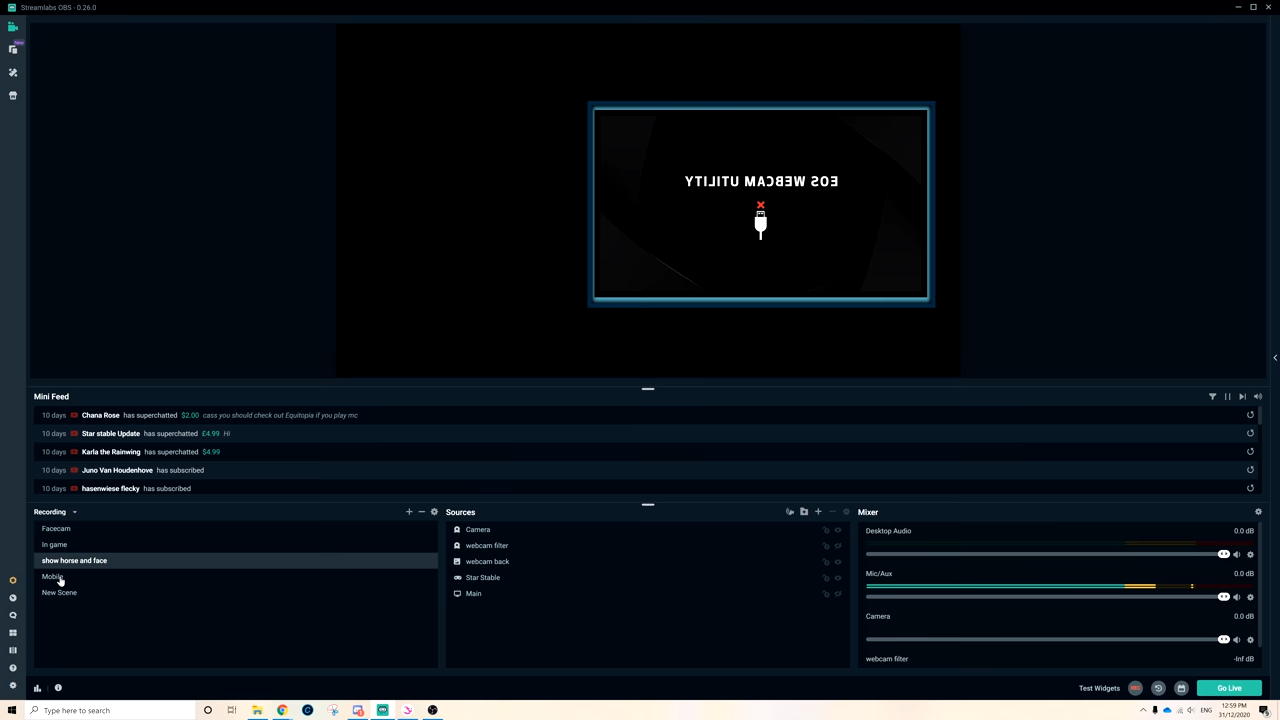 Streamlabs OBS - 0.26.0
New
EOS WEBCAM UTILITY
Mini Feed
10 days Chana Rose has superchatted $2.00 cass you should check out Equitopia if you play mc
10 days Star stable Update has superchatted £4.99 Hi
10 days Karla the Rainwing has superchatted $4.99
10 days Juno Van Houdenhove has subscribed
10 days hasenwiese flecky has subscribed
Recording
Facecam
In game
show horse and face
Mobile
New Scene
Sources
Camera
webcam filter
webcam back
Star Stable
Main
Mixer
Desktop Audio 0.0 dB
Mic/Aux 0.0 dB
Camera 0.0 dB
webcam filter -Inf dB
Test Widgets REC Go Live
Type here to search
ENG 12:59 PM
31/12/2020